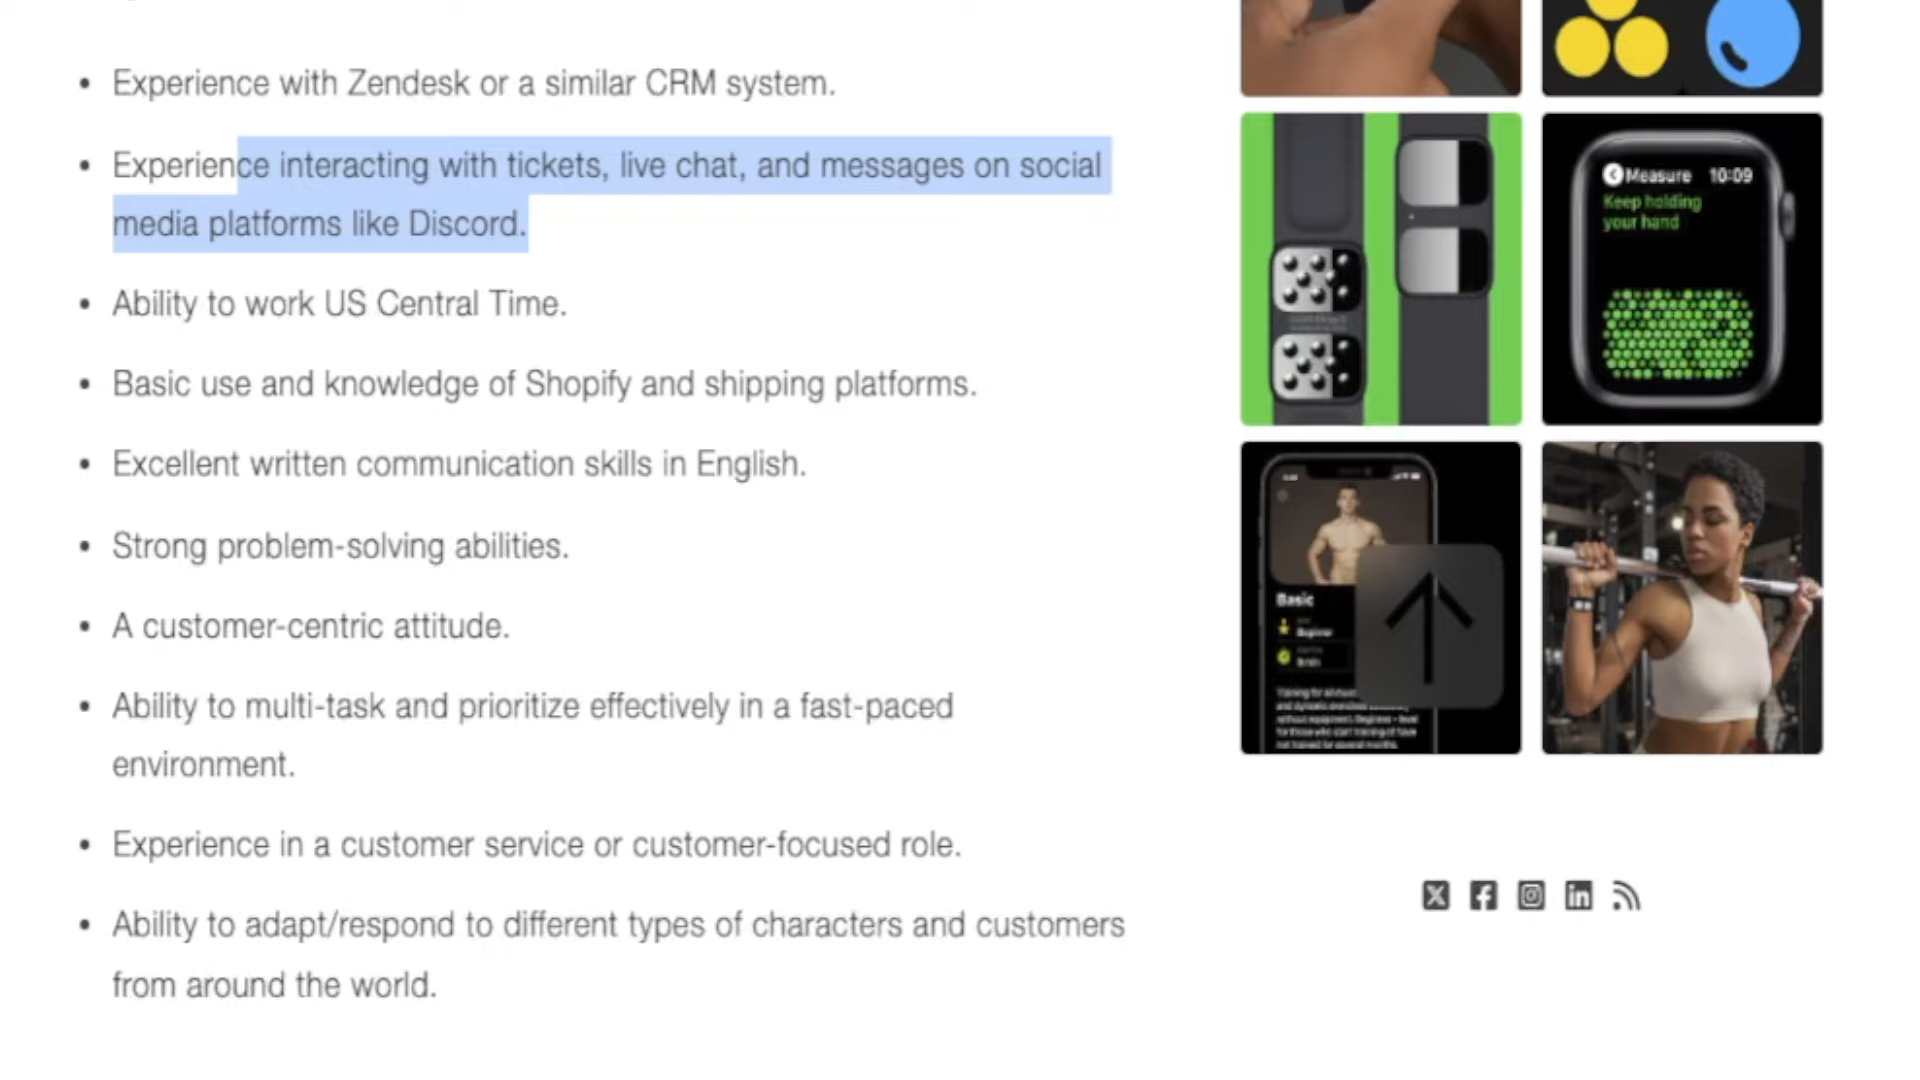 Experience with Zendesk or a similar CRM system.
Experience interacting with tickets, live chat, and messages on social
media platforms like Discord.
Ability to work US Central Time.
Basic use and knowledge of Shopify and shipping platforms.
Excellent written communication skills in English.
Strong problem-solving abilities.
A customer-centric attitude.
Ability to multi-task and prioritize effectively in a fast-paced
environment.
Experience in a customer service or customer-focused role.
Ability to adapt/respond to different types of characters and customers
from around the world.
Measure 10:09
Keep holding
your hand
Basic
Beginner